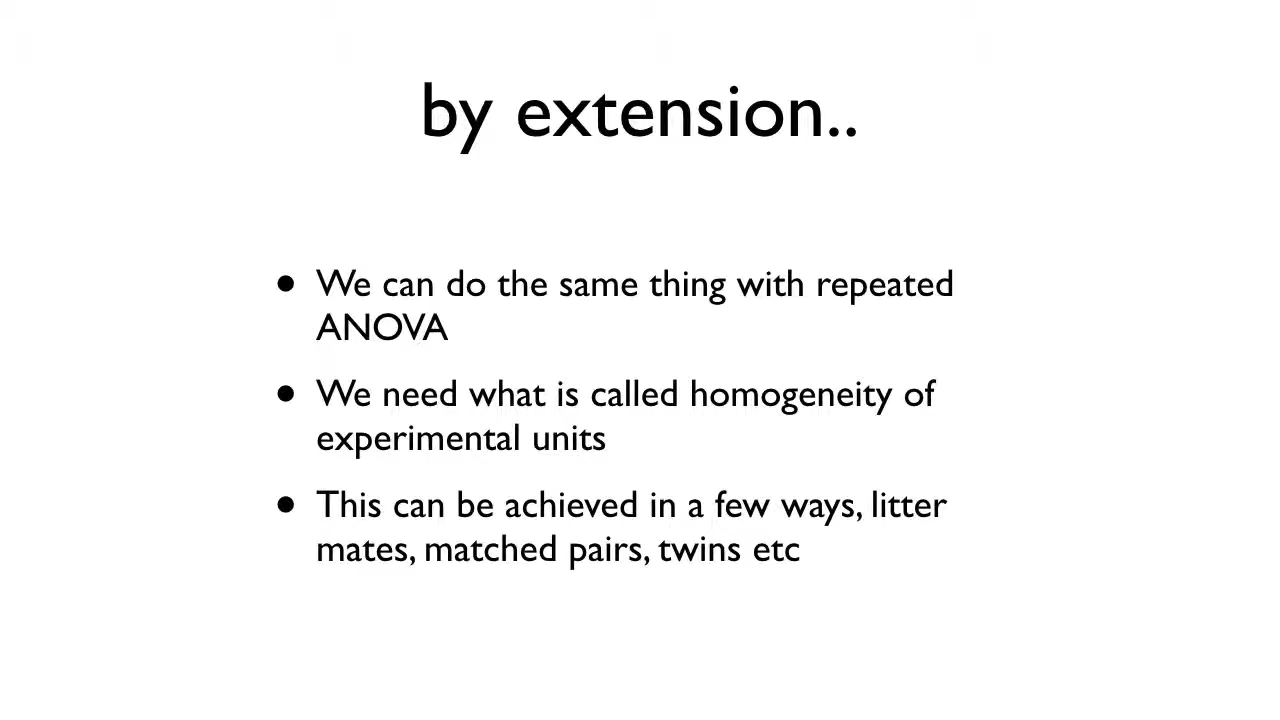 by extension..
• We can do the same thing with repeated
ANOVA
• We need what is called homogeneity of
experimental units
• This can be achieved in a few ways, litter
mates, matched pairs, twins etc